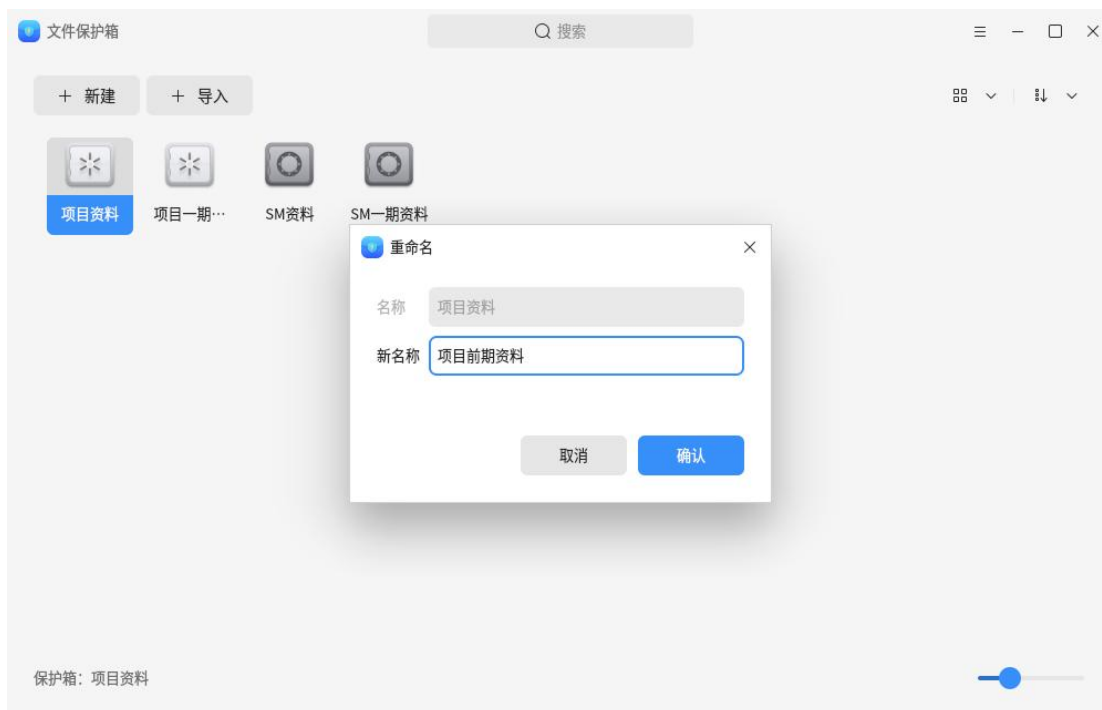 文件保护箱
搜索
新建
导入
项目资料
项目一期…
SM资料
SM一期资料
重命名
名称
项目资料
新名称
项目前期资料
取消
确认
保护箱：项目资料